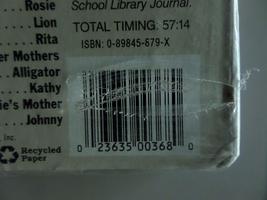 Rosie
Lion
Rita
er Mothers
Alligator
Kathy
ie's Mother
Johnny
inc.
Recycled
Paper
School Library Journal.
TOTAL TIMING: 57:14
ISBN: 0-89845-679-X
0 23635 00368 0